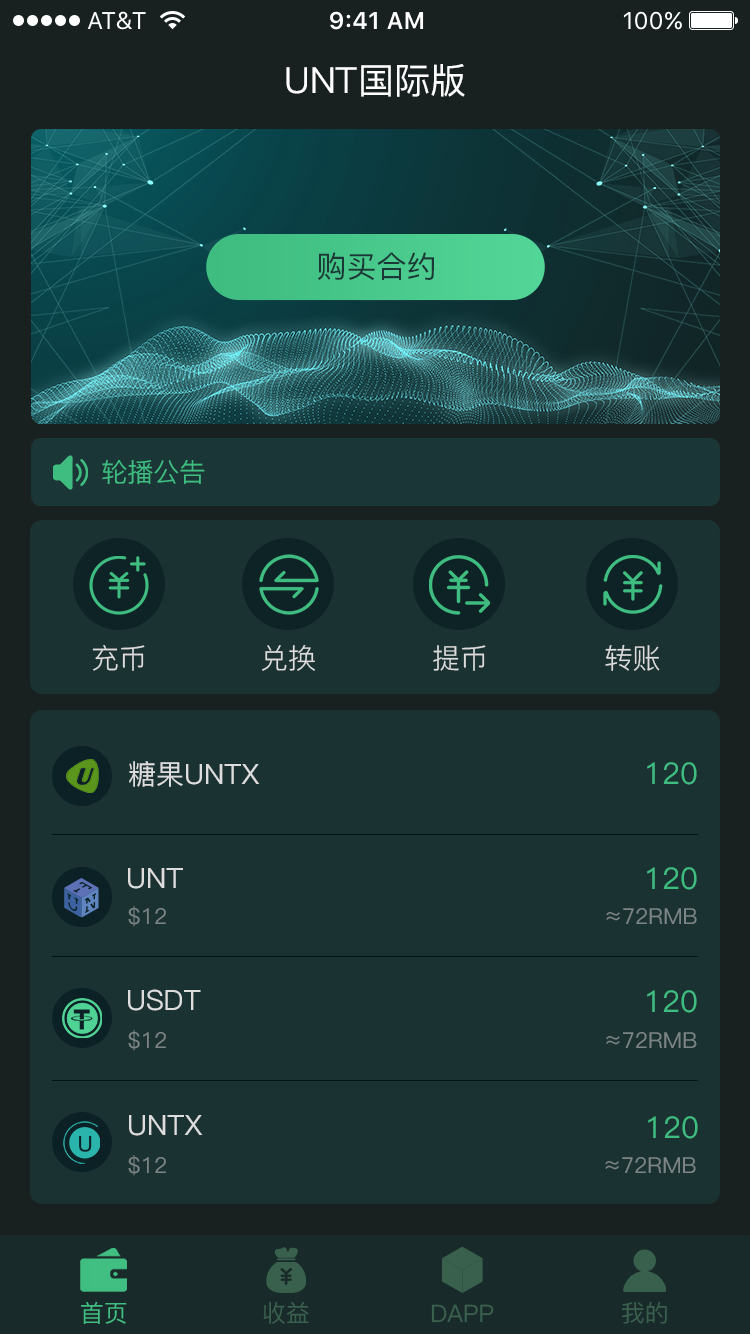 AT&T 9:41 AM 100%
UNT国际版
购买合约
轮播公告
充币 兑换 提币 转账
糖果UNTX 120
UNT 120
$12 ≈72RMB
USDT 120
$12 ≈72RMB
UNTX 120
$12 ≈72RMB
首页 收益 DAPP 我的